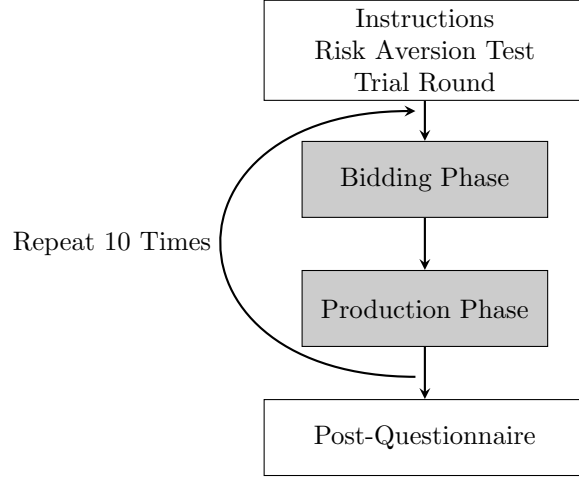 Instructions
Risk Aversion Test
Trial Round
Bidding Phase
Repeat 10 Times
Production Phase
Post-Questionnaire